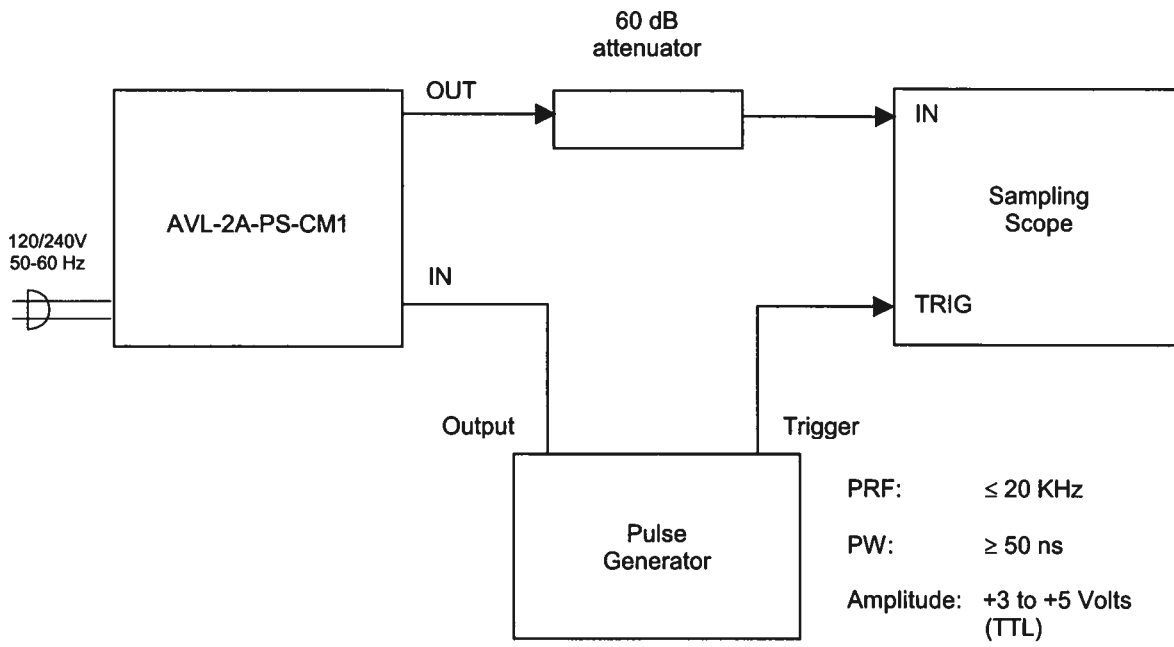 60 dB
attenuator
OUT
IN
AVL-2A-PS-CM1
Sampling
Scope
120/240V
50-60 Hz
IN
TRIG
Output
Trigger
PRF: ≤ 20 KHz
Pulse
Generator
PW: ≥ 50 ns
Amplitude: +3 to +5 Volts
(TTL)